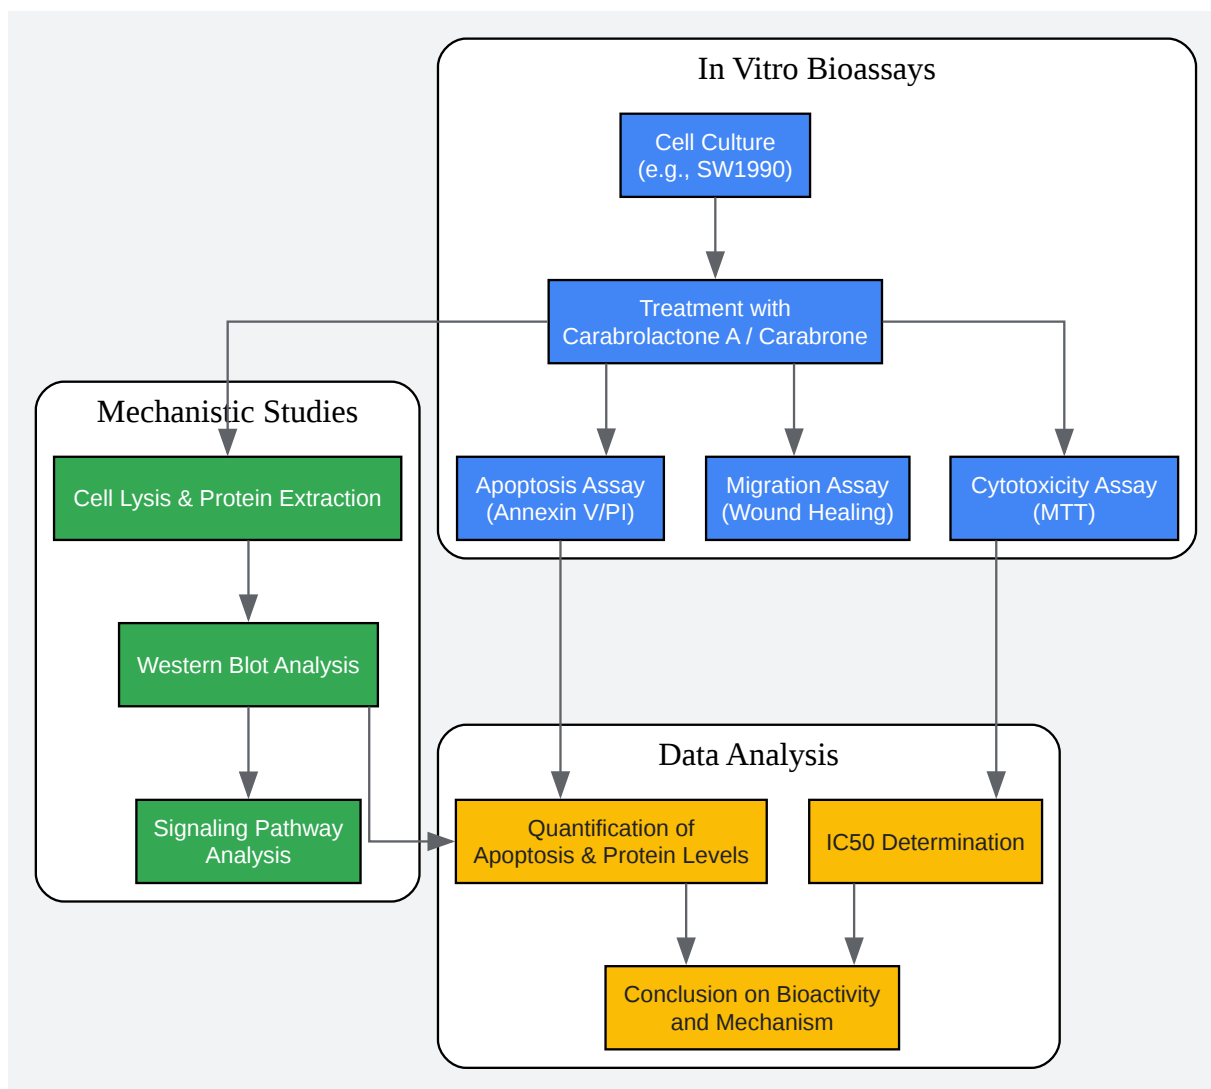 In Vitro Bioassays
Cell Culture
(e.g., SW1990)
Treatment with
Carabrolactone A / Carabrone
Mechanistic Studies
Cell Lysis & Protein Extraction
Apoptosis Assay
(Annexin V/PI)
Migration Assay
(Wound Healing)
Cytotoxicity Assay
(MTT)
Western Blot Analysis
Signaling Pathway
Analysis
Data Analysis
Quantification of
Apoptosis & Protein Levels
IC50 Determination
Conclusion on Bioactivity
and Mechanism